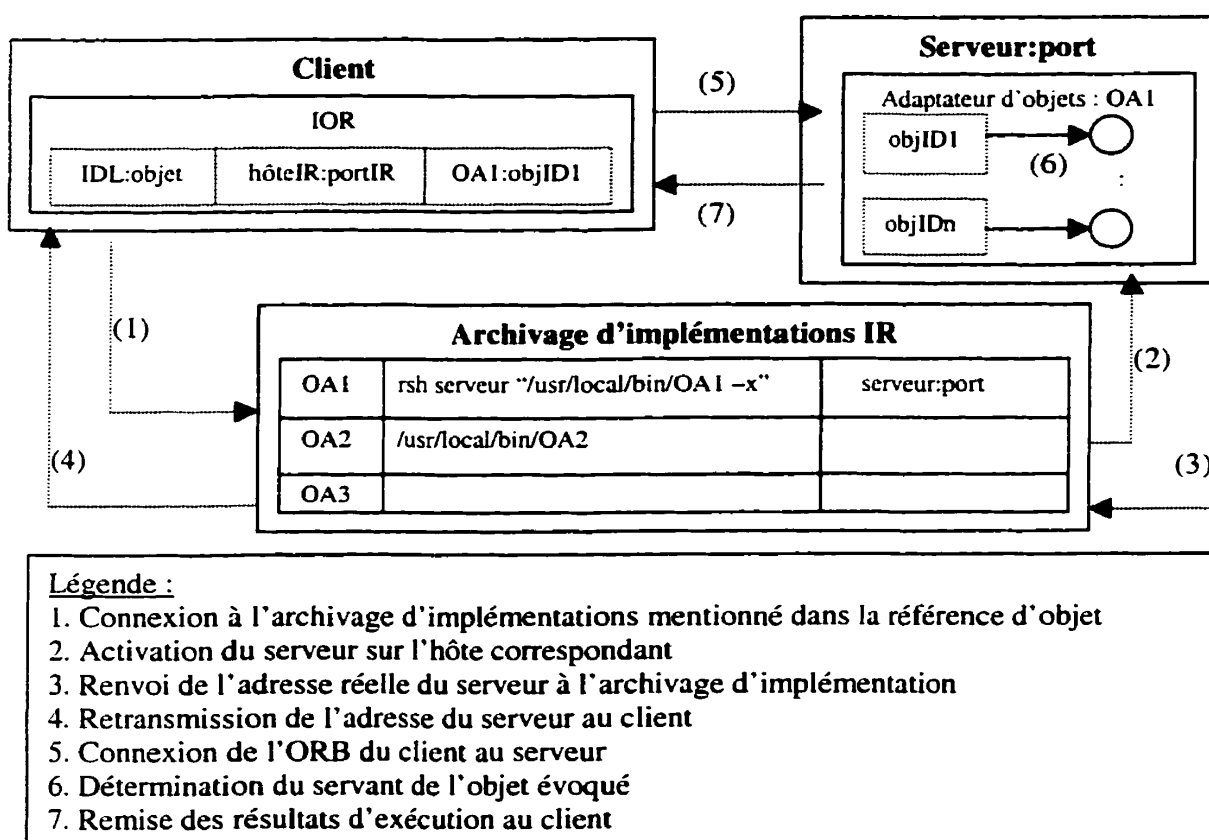 Client
IOR
IDL:objet hôteIR:portIR OA1:objID1
(5)
(7)
Serveur:port
Adaptateur d'objets : OA1
objID1
(6)
:
objIDn
(1)
(2)
(3)
(4)
Archivage d'implémentations IR
OA1 rsh serveur "/usr/local/bin/OA1 –x" serveur:port
OA2 /usr/local/bin/OA2
OA3
Légende :
1. Connexion à l'archivage d'implémentations mentionné dans la référence d'objet
2. Activation du serveur sur l'hôte correspondant
3. Renvoi de l'adresse réelle du serveur à l'archivage d'implémentation
4. Retransmission de l'adresse du serveur au client
5. Connexion de l'ORB du client au serveur
6. Détermination du servant de l'objet évoqué
7. Remise des résultats d'exécution au client